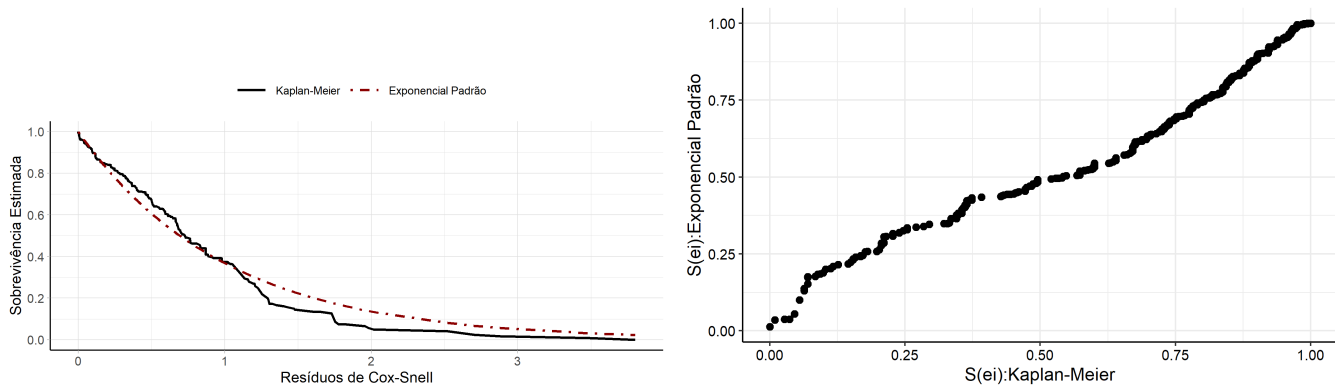 Kaplan-Meier Exponencial Padrão
Sobrevivência Estimada
1.0
0.8
0.6
0.4
0.2
0.0
0 1 2 3
Resíduos de Cox-Snell
S(ei):Exponencial Padrão
1.00
0.75
0.50
0.25
0.00
0.00 0.25 0.50 0.75 1.00
S(ei):Kaplan-Meier